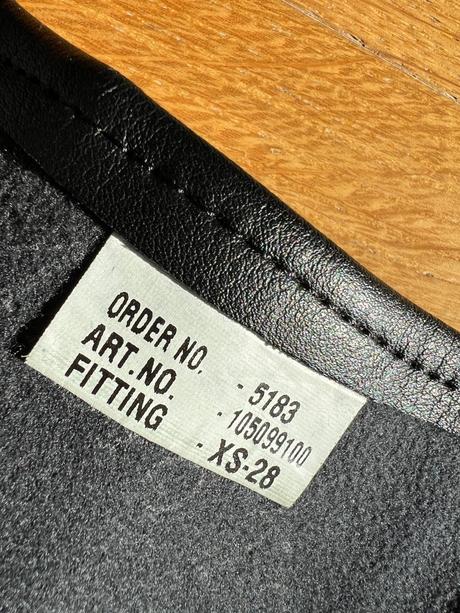 ORDER NO. - 5183
ART.NO. - 105099100
FITTING - XS-28